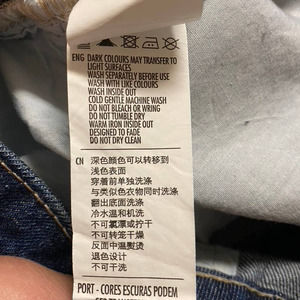 ENG DARK COLOURS MAY TRANSFER TO
LIGHT SURFACES
WASH SEPARATELY BEFORE USE
WASH WITH LIKE COLOURS
WASH INSIDE OUT
COLD GENTLE MACHINE WASH
DO NOT BLEACH OR WRING
DO NOT TUMBLE DRY
WARM IRON INSIDE OUT
DESIGNED TO FADE
DO NOT DRY CLEAN
CN 深色颜色可以转移到
浅色表面
穿着前单独洗涤
与类似色衣物同时洗涤
翻出底面洗涤
冷水温和机洗
不可氯漂或拧干
不可转笼干燥
反面中温熨烫
退色设计
不可干洗
PORT - CORES ESCURAS PODEM